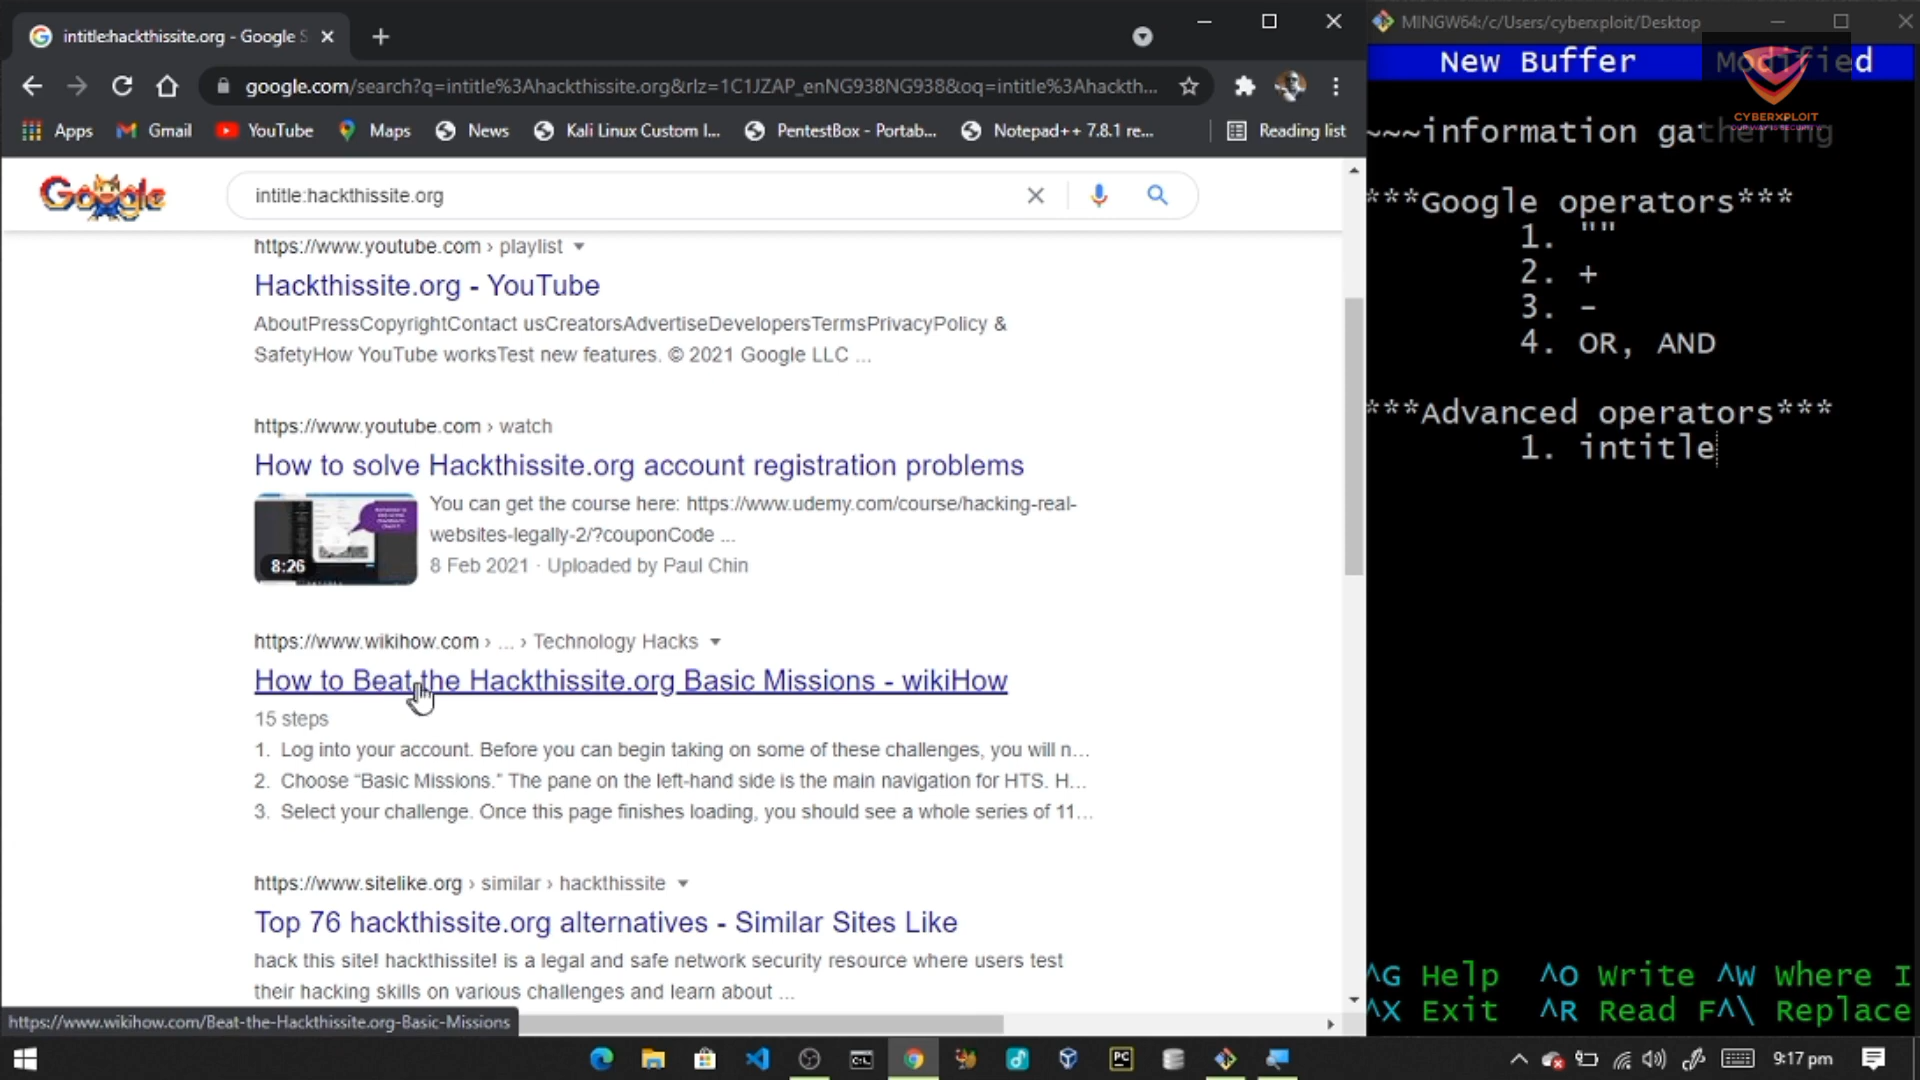 intitle:hackthissite.org - Google S
google.com/search?q=intitle%3Ahackthissite.org&rlz=1C1JZAP_enNG938NG938&oq=intitle%3Ahackth...
Apps
Gmail
YouTube
Maps
News
Kali Linux Custom I...
PentestBox - Portab...
Notepad++ 7.8.1 re...
Reading list
Google
intitle:hackthissite.org
https://www.youtube.com › playlist
Hackthissite.org - YouTube
AboutPressCopyrightContact usCreatorsAdvertiseDevelopersTermsPrivacyPolicy &
SafetyHow YouTube worksTest new features. © 2021 Google LLC ...
https://www.youtube.com › watch
How to solve Hackthissite.org account registration problems
8:26
You can get the course here: https://www.udemy.com/course/hacking-real-
websites-legally-2/?couponCode ...
8 Feb 2021 · Uploaded by Paul Chin
https://www.wikihow.com › ... › Technology Hacks
How to Beat the Hackthissite.org Basic Missions - wikiHow
15 steps
1. Log into your account. Before you can begin taking on some of these challenges, you will n...
2. Choose “Basic Missions.” The pane on the left-hand side is the main navigation for HTS. H...
3. Select your challenge. Once this page finishes loading, you should see a whole series of 11...
https://www.sitelike.org › similar › hackthissite
Top 76 hackthissite.org alternatives - Similar Sites Like
hack this site! hackthissite! is a legal and safe network security resource where users test
their hacking skills on various challenges and learn about ...
https://www.wikihow.com/Beat-the-Hackthissite.org-Basic-Missions
MINGW64:/c/Users/cyberxploit/Desktop
New Buffer Modified
CYBERXPLOIT
~~~information gathering
***Google operators***
1. ""
2. +
3. -
4. OR, AND
***Advanced operators***
1. intitle
^G Help ^O Write ^W Where I
^X Exit ^R Read F^\ Replace
9:17 pm